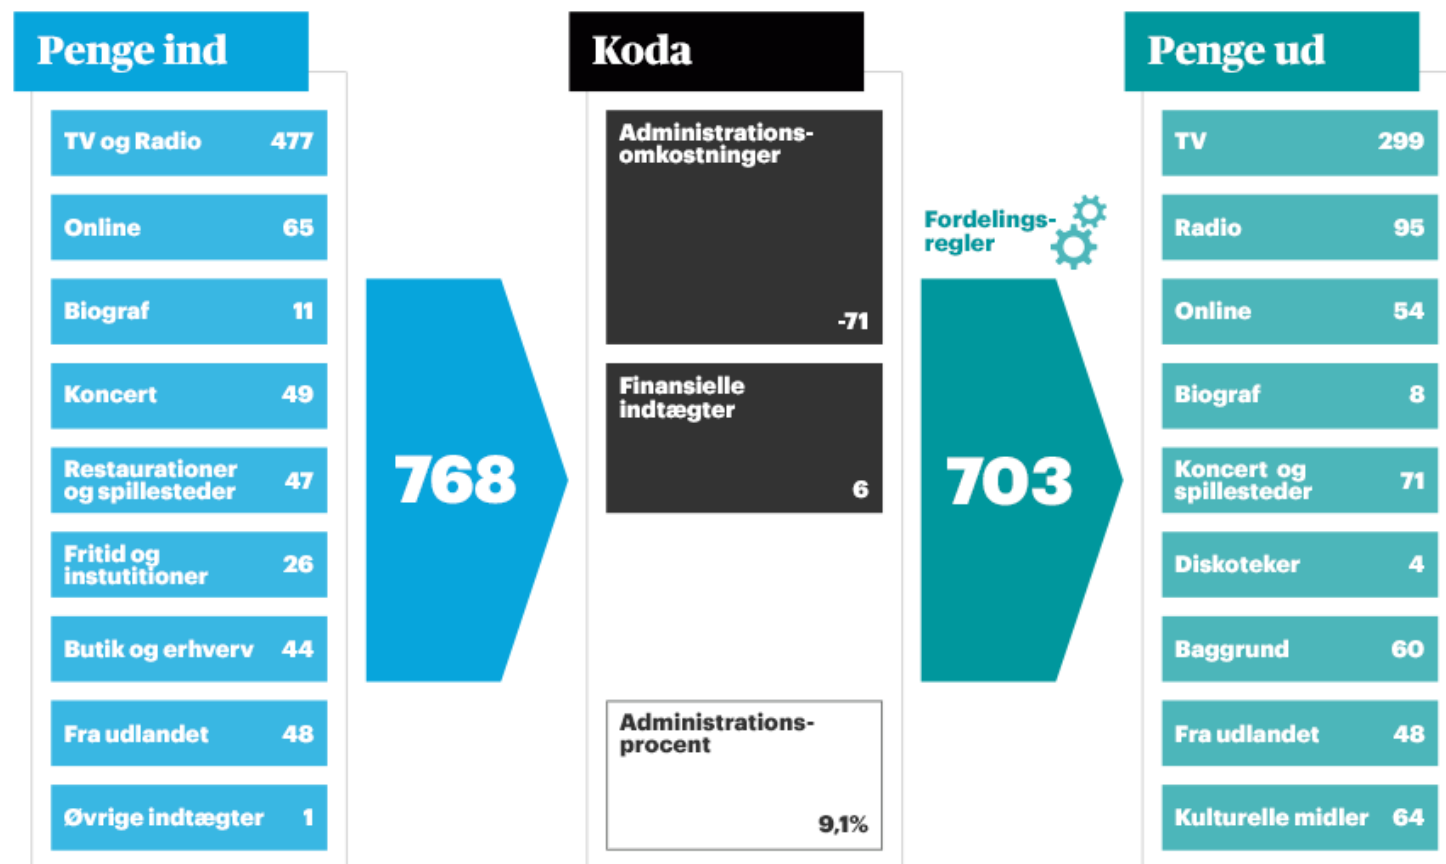 Penge ind
TV og Radio 477
Online 65
Biograf 11
Koncert 49
Restaurationer
og spillesteder 47
Fritid og
instutitioner 26
Butik og erhverv 44
Fra udlandet 48
Øvrige indtægter 1
768
Koda
Administrations-
omkostninger
-71
Finansielle
indtægter
6
Administrations-
procent
9,1%
Fordelings-
regler
703
Penge ud
TV 299
Radio 95
Online 54
Biograf 8
Koncert og
spillesteder 71
Diskoteker 4
Baggrund 60
Fra udlandet 48
Kulturelle midler 64